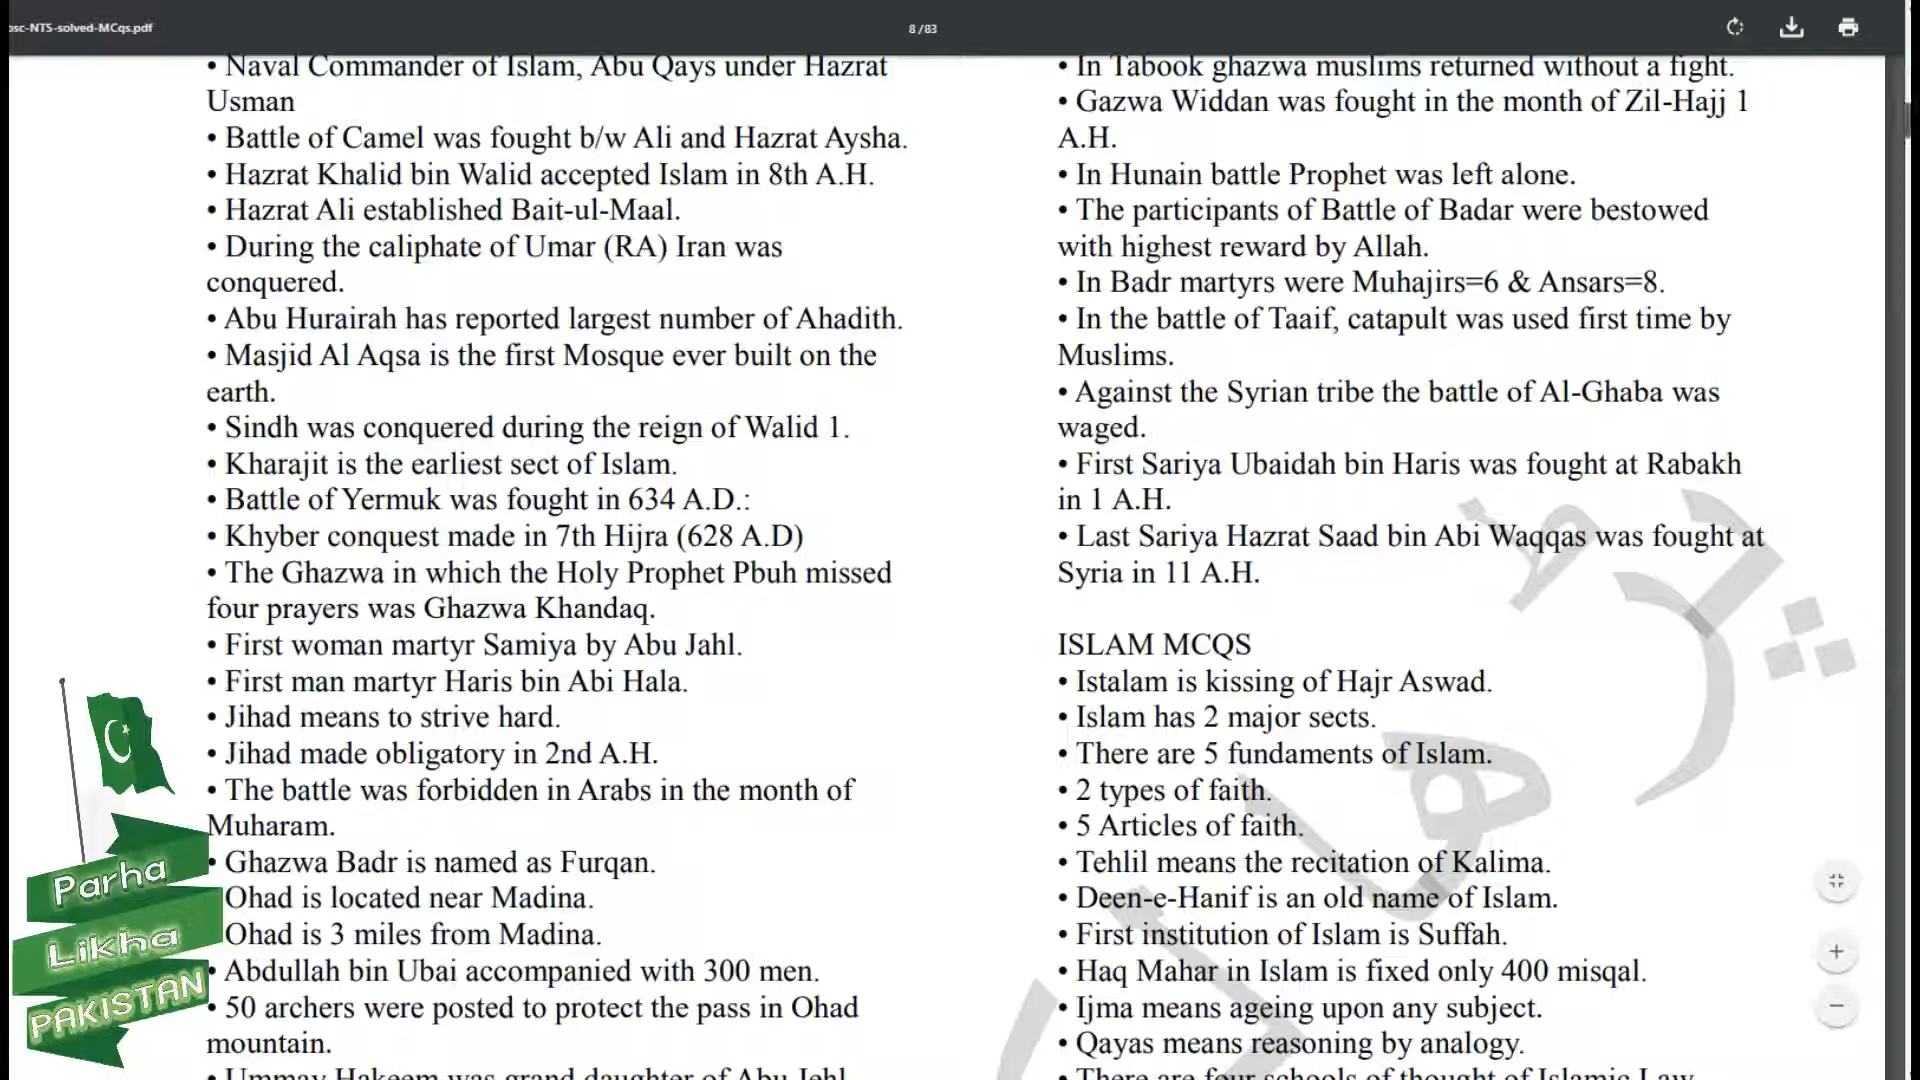 osc-NTS-solved-MCqs.pdf
8 / 83
• Naval Commander of Islam, Abu Qays under Hazrat
Usman
• Battle of Camel was fought b/w Ali and Hazrat Aysha.
• Hazrat Khalid bin Walid accepted Islam in 8th A.H.
• Hazrat Ali established Bait-ul-Maal.
• During the caliphate of Umar (RA) Iran was
conquered.
• Abu Hurairah has reported largest number of Ahadith.
• Masjid Al Aqsa is the first Mosque ever built on the
earth.
• Sindh was conquered during the reign of Walid 1.
• Kharajit is the earliest sect of Islam.
• Battle of Yermuk was fought in 634 A.D.:
• Khyber conquest made in 7th Hijra (628 A.D)
• The Ghazwa in which the Holy Prophet Pbuh missed
four prayers was Ghazwa Khandaq.
• First woman martyr Samiya by Abu Jahl.
• First man martyr Haris bin Abi Hala.
• Jihad means to strive hard.
• Jihad made obligatory in 2nd A.H.
• The battle was forbidden in Arabs in the month of
Muharam.
• Ghazwa Badr is named as Furqan.
Ohad is located near Madina.
Ohad is 3 miles from Madina.
• Abdullah bin Ubai accompanied with 300 men.
• 50 archers were posted to protect the pass in Ohad
mountain.
• Ummay Hakeem was grand daughter of Abu Jehl
• In Tabook ghazwa muslims returned without a fight.
• Gazwa Widdan was fought in the month of Zil-Hajj 1
A.H.
• In Hunain battle Prophet was left alone.
• The participants of Battle of Badar were bestowed
with highest reward by Allah.
• In Badr martyrs were Muhajirs=6 & Ansars=8.
• In the battle of Taaif, catapult was used first time by
Muslims.
• Against the Syrian tribe the battle of Al-Ghaba was
waged.
• First Sariya Ubaidah bin Haris was fought at Rabakh
in 1 A.H.
• Last Sariya Hazrat Saad bin Abi Waqqas was fought at
Syria in 11 A.H.
ISLAM MCQS
• Istalam is kissing of Hajr Aswad.
• Islam has 2 major sects.
• There are 5 fundaments of Islam.
• 2 types of faith.
• 5 Articles of faith.
• Tehlil means the recitation of Kalima.
• Deen-e-Hanif is an old name of Islam.
• First institution of Islam is Suffah.
• Haq Mahar in Islam is fixed only 400 misqal.
• Ijma means ageing upon any subject.
• Qayas means reasoning by analogy.
• There are four schools of thought of Islamic Law
Parha
Likha
PAKISTAN